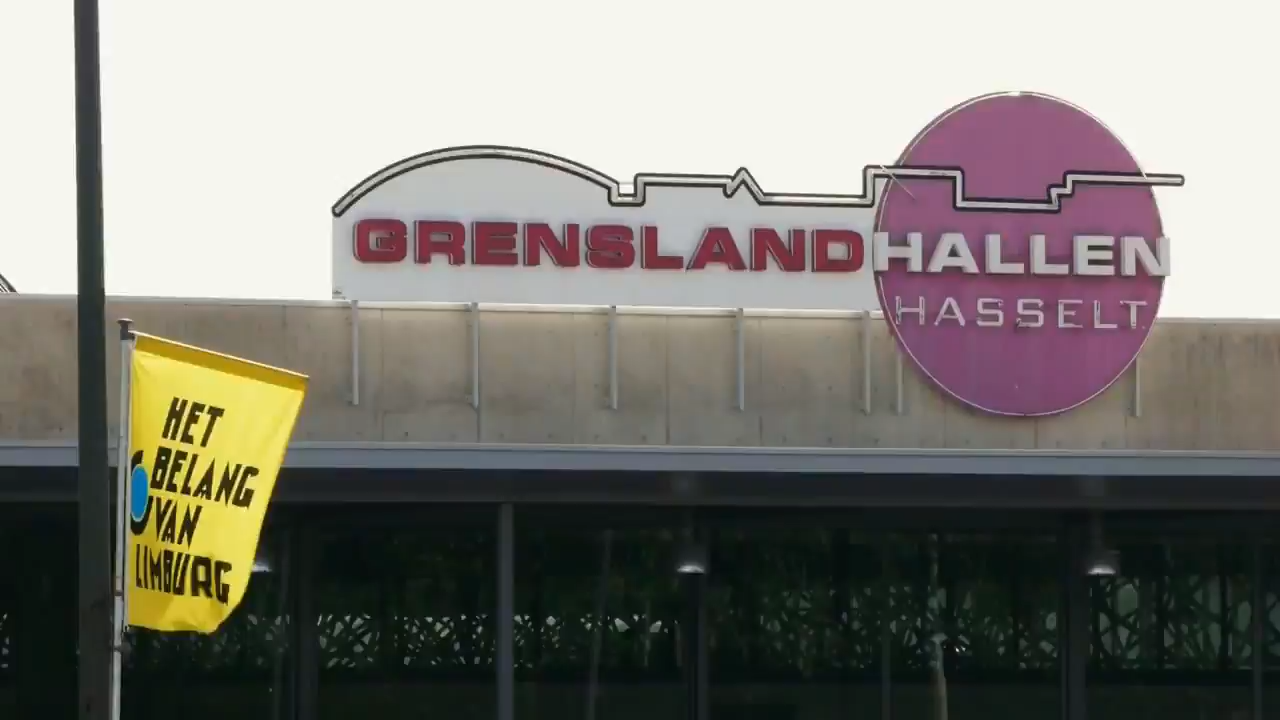 GRENSLANDHALLEN
HASSELT
HET
BELANG
VAN
LIMBURG